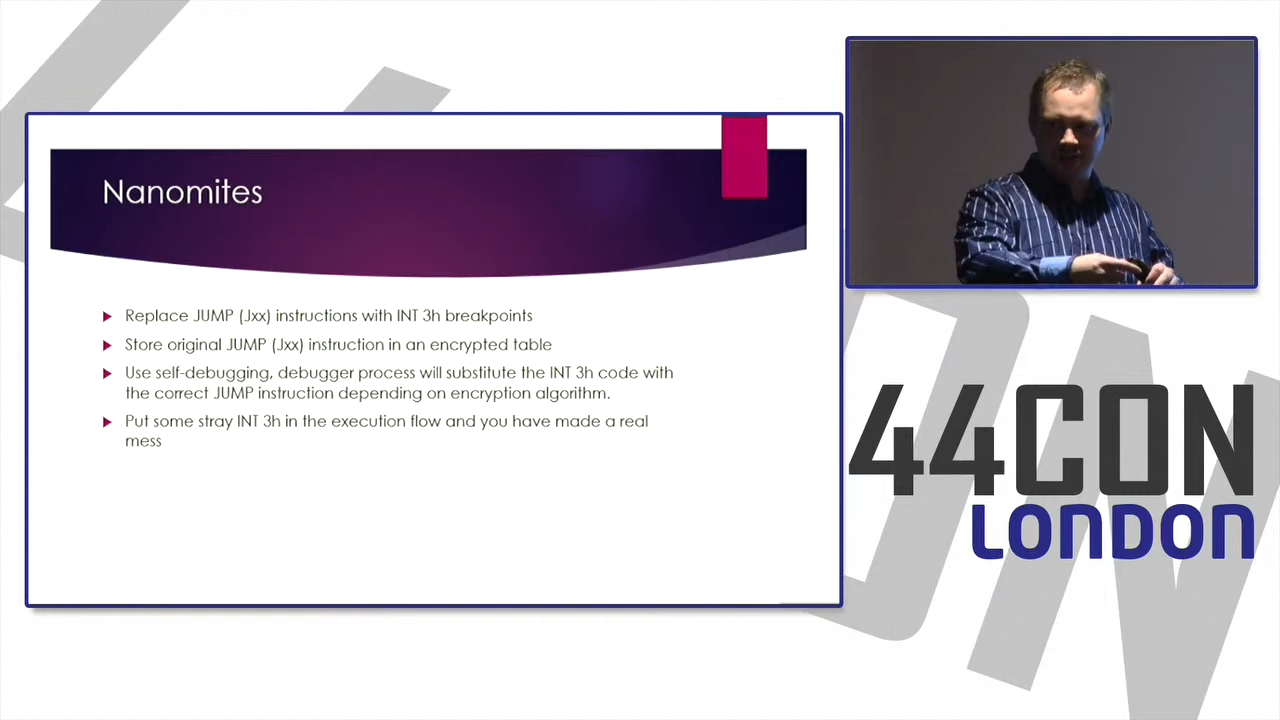 Nanomites
Replace JUMP (Jxx) instructions with INT 3h breakpoints
Store original JUMP (Jxx) instruction in an encrypted table
Use self-debugging, debugger process will substitute the INT 3h code with
the correct JUMP instruction depending on encryption algorithm.
Put some stray INT 3h in the execution flow and you have made a real
mess
44CON
LONDON